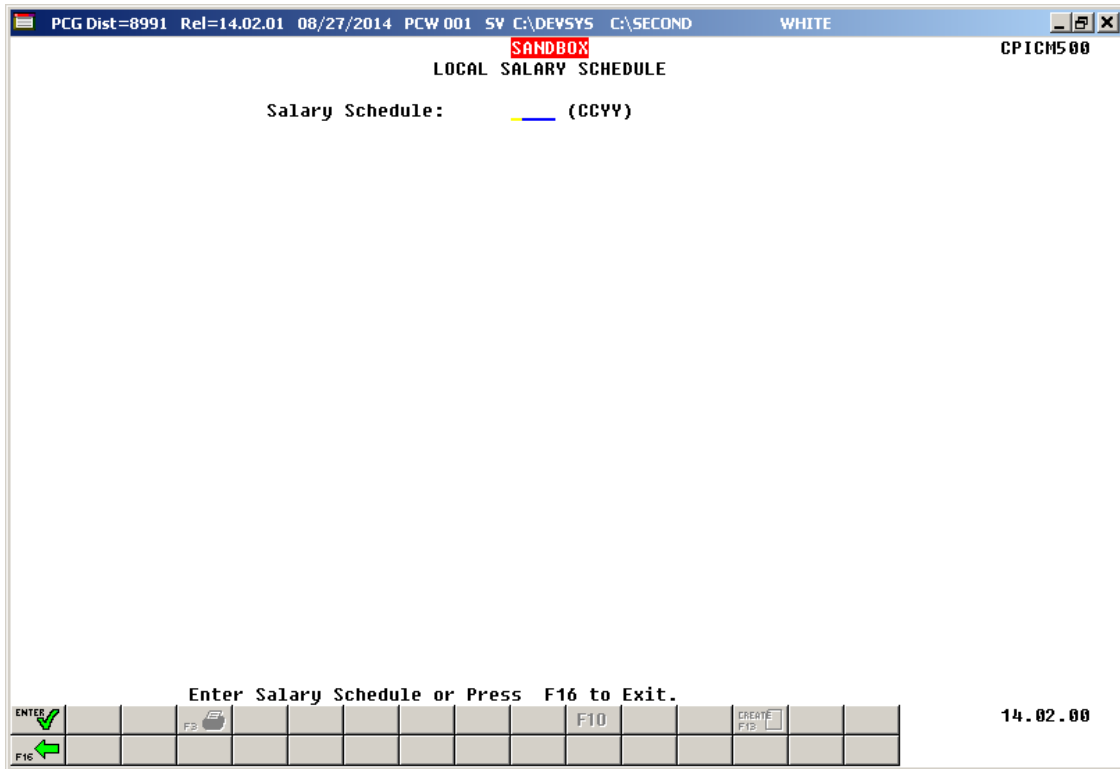 PCG Dist=8991 Rel=14.02.01 08/27/2014 PCW 001 SV C:\DEVSYS C:\SECOND WHITE
SANDBOX CPICM500
LOCAL SALARY SCHEDULE
Salary Schedule: ____ (CCYY)
Enter Salary Schedule or Press F16 to Exit.
ENTER F3 F10 CREATE F13 14.02.00
F16